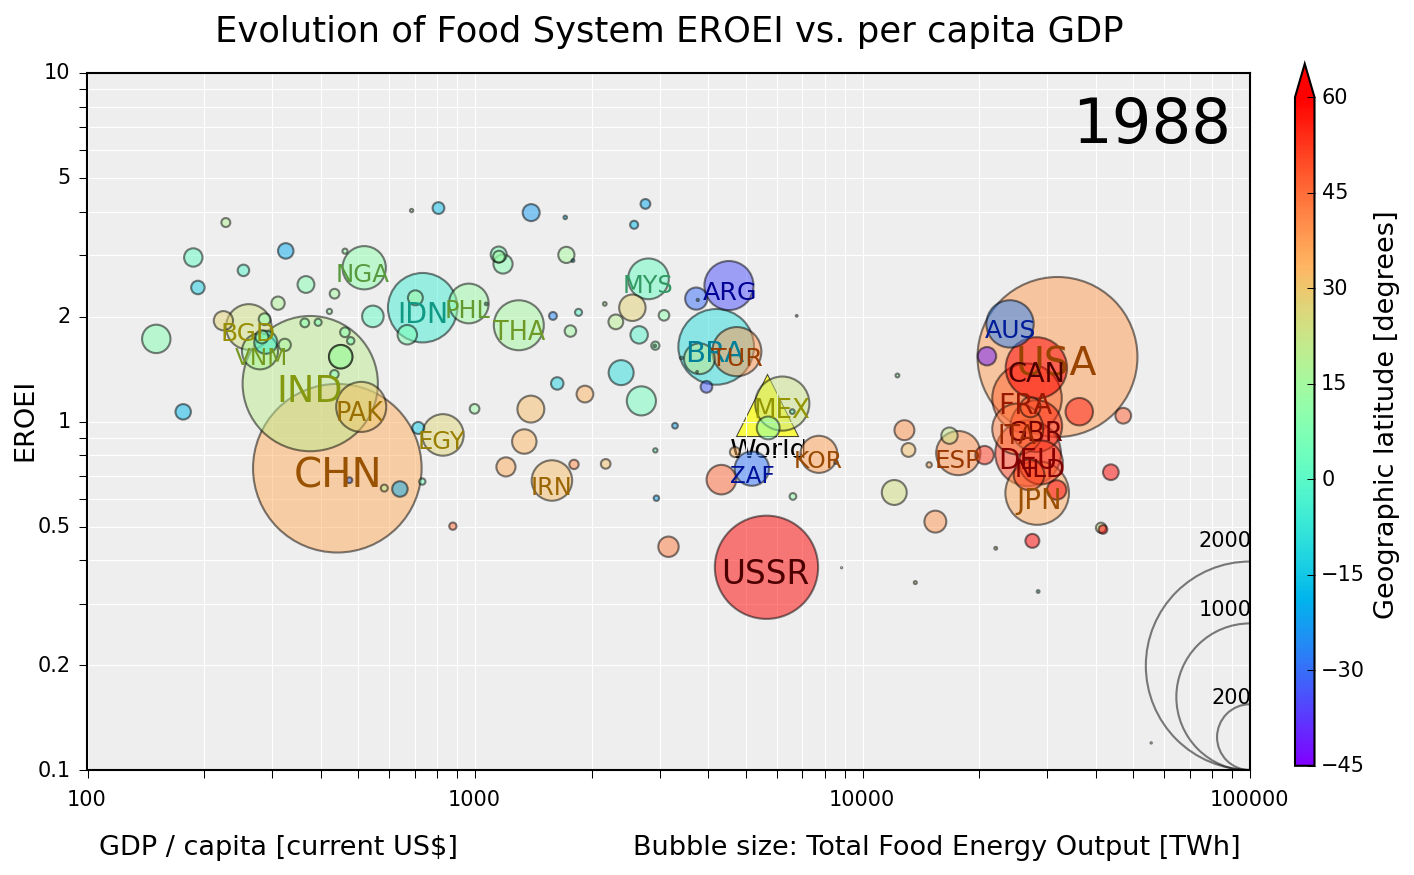 Evolution of Food System EROEI vs. per capita GDP
1988
10
5
2
1
0.5
0.2
0.1
EROEI
100
1000
10000
100000
GDP / capita [current US$]
Bubble size: Total Food Energy Output [TWh]
NGA
IDN
PHL
THA
MYS
ARG
BGD
VNM
IND
PAK
BRA
TUR
AUS
USA
CAN
FRA
ITA
GBR
DEU
NLD
JPN
ESP
MEX
World
KOR
ZAF
EGY
IRN
CHN
USSR
2000
1000
200
60
45
30
15
0
−15
−30
−45
Geographic latitude [degrees]